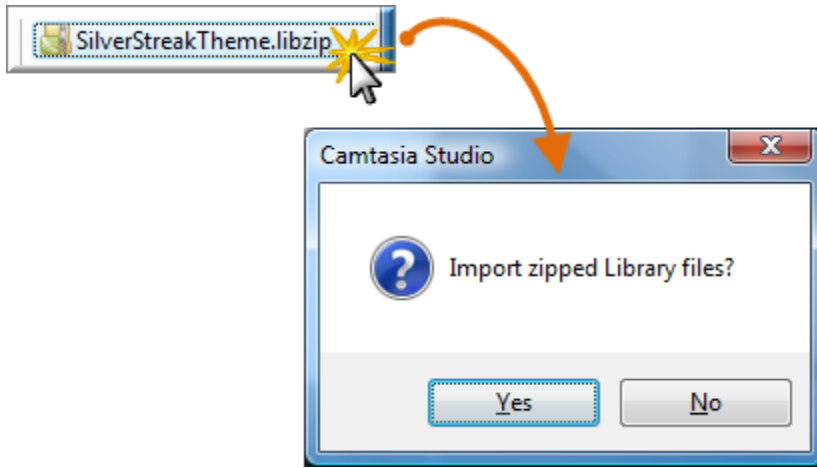 SilverStreakTheme.libzip
Camtasia Studio
Import zipped Library files?
Yes
No